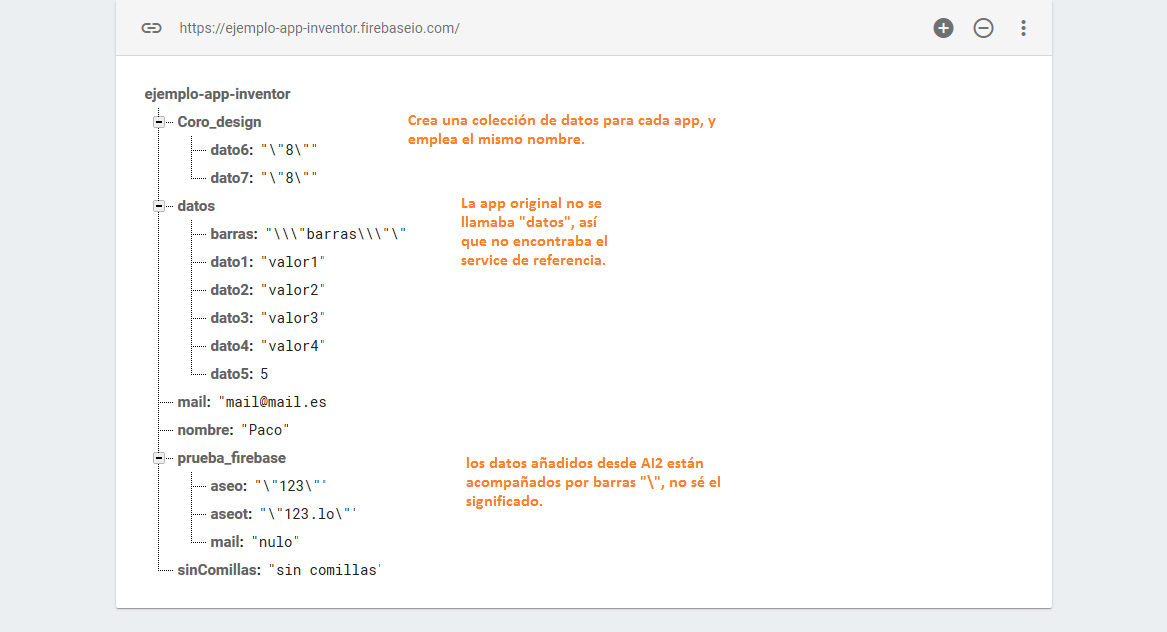 https://ejemplo-app-inventor.firebaseio.com/
ejemplo-app-inventor
Coro_design
Crea una colección de datos para cada app, y
emplea el mismo nombre.
dato6: "\"8\""
dato7: "\"8\""
datos
La app original no se
llamaba "datos", así
que no encontraba el
service de referencia.
barras: "\\\"barras\\\"\"
dato1: "valor1"
dato2: "valor2"
dato3: "valor3"
dato4: "valor4"
dato5: 5
mail: "mail@mail.es
nombre: "Paco"
prueba_firebase
los datos añadidos desde AI2 están
acompañados por barras "\", no sé el
significado.
aseo: "\"123\"'
aseot: "\"123.lo\"'
mail: "nulo"
sinComillas: "sin comillas'